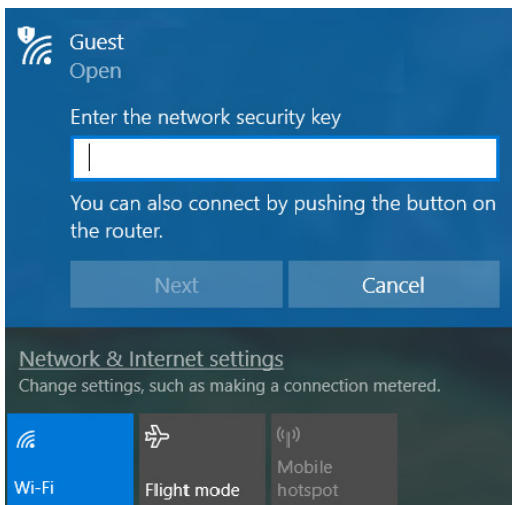 Guest
Open
Enter the network security key
You can also connect by pushing the button on
the router.
Next
Cancel
Network & Internet settings
Change settings, such as making a connection metered.
Wi-Fi
Flight mode
Mobile
hotspot